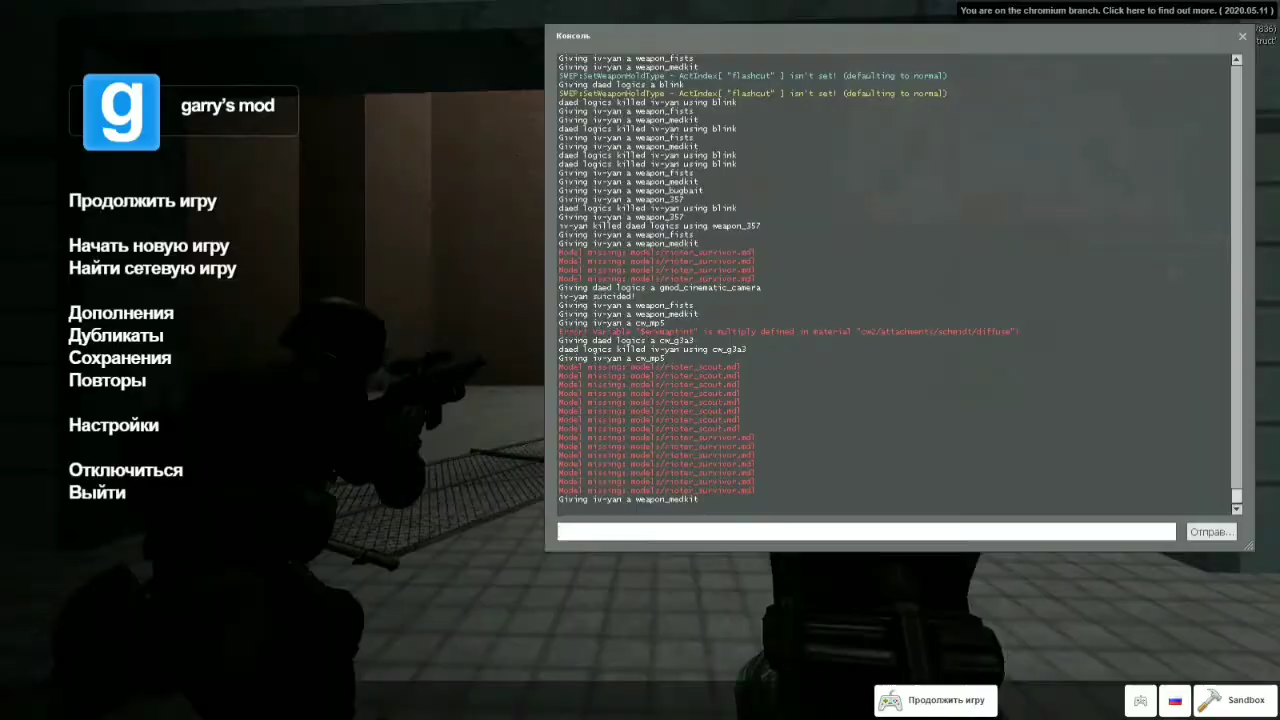 You are on the chromium branch. Click here to find out more. ( 2020.05.11 )
Консоль
garry's mod
Продолжить игру
Начать новую игру
Найти сетевую игру
Дополнения
Дубликаты
Сохранения
Повторы
Настройки
Отключиться
Выйти
Giving iv-yan a weapon_fists
Giving iv-yan a weapon_medkit
SWEP:SetWeaponHoldType - ActIndex[ "flashcut" ] isn't set! (defaulting to normal)
Giving daed logics a blink
SWEP:SetWeaponHoldType - ActIndex[ "flashcut" ] isn't set! (defaulting to normal)
daed logics killed iv-yan using blink
Giving iv-yan a weapon_fists
Giving iv-yan a weapon_medkit
daed logics killed iv-yan using blink
Giving iv-yan a weapon_fists
Giving iv-yan a weapon_medkit
daed logics killed iv-yan using blink
daed logics killed iv-yan using blink
Giving iv-yan a weapon_fists
Giving iv-yan a weapon_medkit
Giving iv-yan a weapon_bugbait
Giving iv-yan a weapon_357
daed logics killed iv-yan using blink
Giving iv-yan a weapon_357
iv-yan killed daed logics using weapon_357
Giving iv-yan a weapon_fists
Giving iv-yan a weapon_medkit
Model missing: models/rioter_survivor.mdl
Model missing: models/rioter_survivor.mdl
Model missing: models/rioter_survivor.mdl
Model missing: models/rioter_survivor.mdl
Giving daed logics a gmod_cinematic_camera
iv-yan suicided!
Giving iv-yan a weapon_fists
Giving iv-yan a weapon_medkit
Giving iv-yan a cw_mp5
Error! Variable "$envmaptint" is multiply defined in material "cw2/attachments/schmidt/diffuse"!
Giving daed logics a cw_g3a3
daed logics killed iv-yan using cw_g3a3
Giving iv-yan a cw_mp5
Model missing: models/rioter_scout.mdl
Model missing: models/rioter_scout.mdl
Model missing: models/rioter_scout.mdl
Model missing: models/rioter_scout.mdl
Model missing: models/rioter_scout.mdl
Model missing: models/rioter_scout.mdl
Model missing: models/rioter_scout.mdl
Model missing: models/rioter_scout.mdl
Model missing: models/rioter_survivor.mdl
Model missing: models/rioter_survivor.mdl
Model missing: models/rioter_survivor.mdl
Model missing: models/rioter_survivor.mdl
Model missing: models/rioter_survivor.mdl
Model missing: models/rioter_survivor.mdl
Model missing: models/rioter_survivor.mdl
Giving iv-yan a weapon_medkit
Отправ...
Продолжить игру
Sandbox